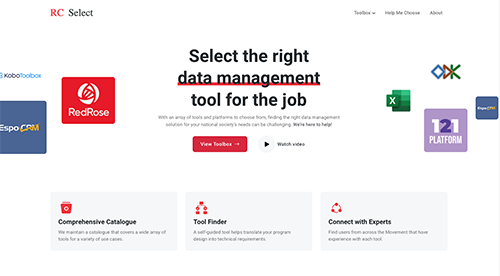 RC Select
Toolbox
Help Me Choose
About
KoboToolbox
EspoCRM
RedRose
Select the right
data management
tool for the job
With an array of tools and platforms to choose from, finding the right data management
solution for your national society's needs can be challenging. We're here to help!
View Toolbox →
Watch video
X
ODK
121
PLATFORM
EspoCRM
Comprehensive Catalogue
We maintain a catalogue that covers a wide array of
tools for a variety of use cases.
Tool Finder
A self-guided tool helps translate your program
design into technical requirements.
Connect with Experts
Find users from across the Movement that have
experience with each tool.